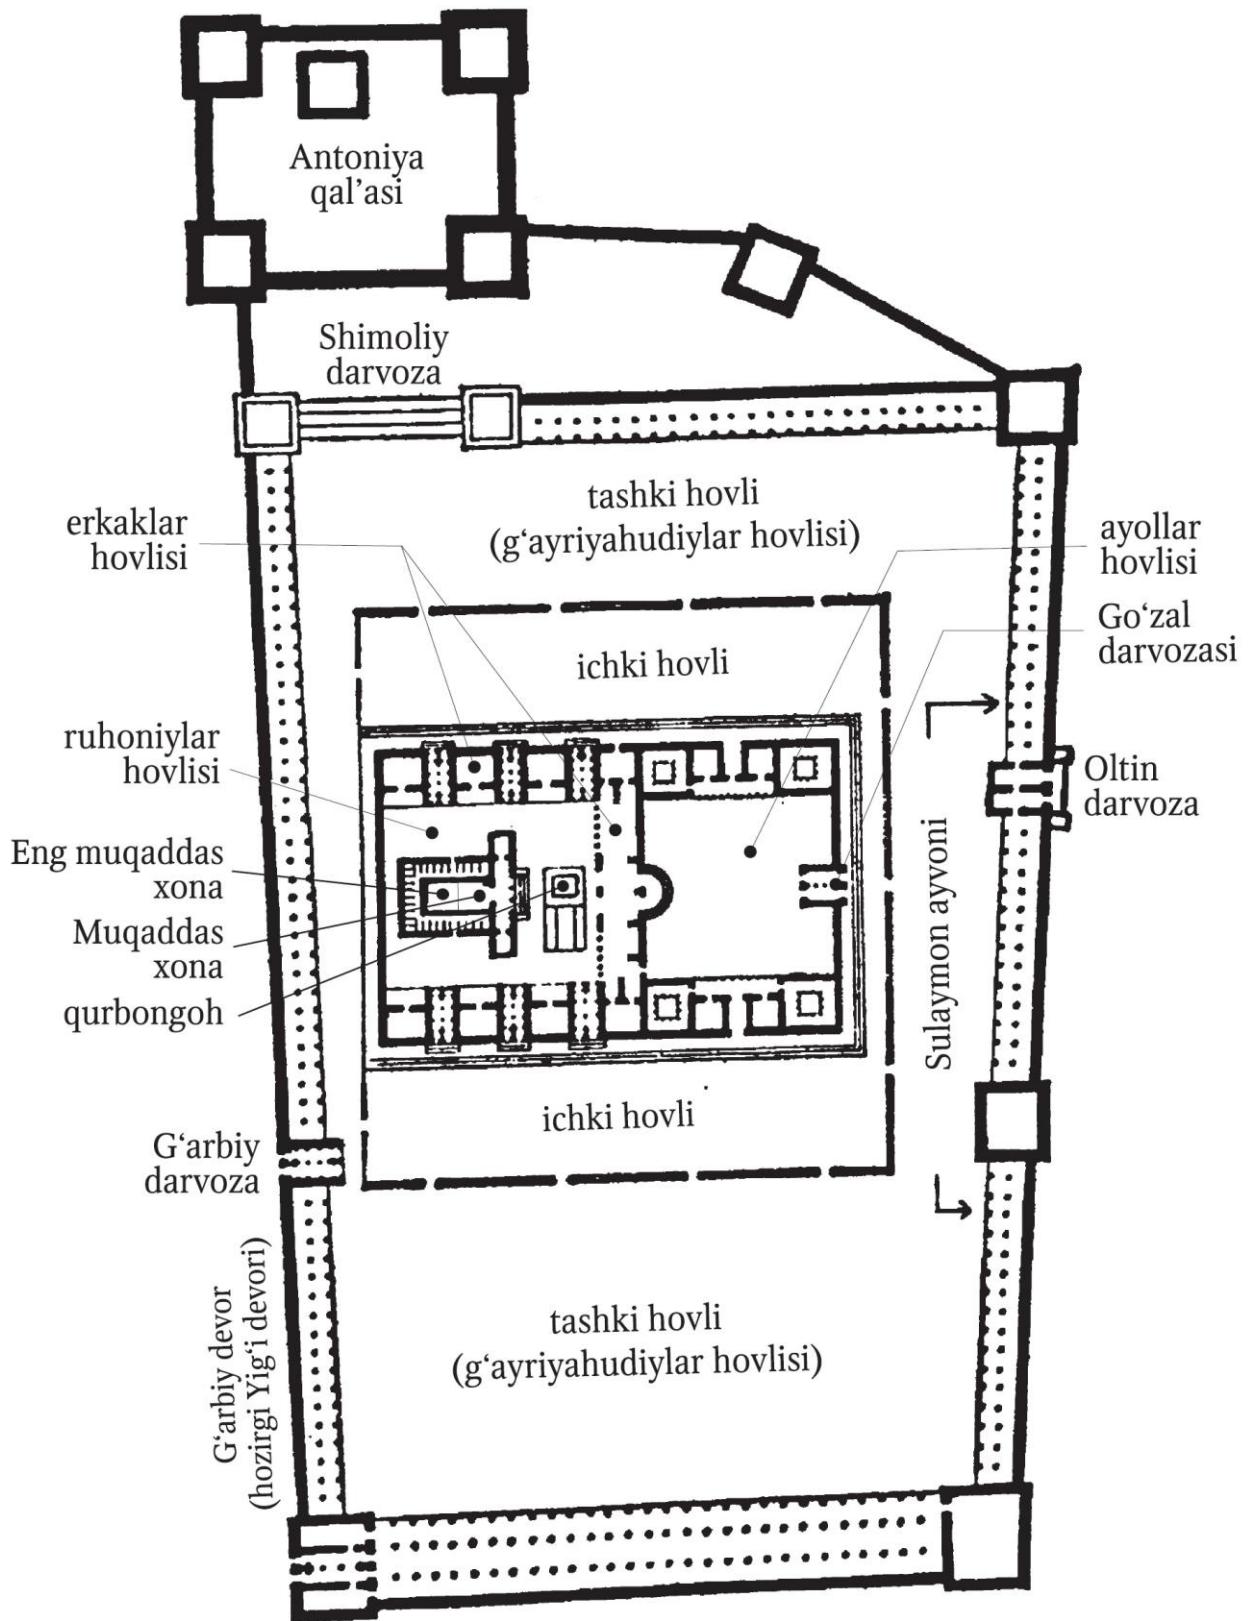 Antoniya
qal’asi
Shimoliy
darvoza
tashki hovli
(g‘ayriyahudiylar hovlisi)
erkaklar
hovlisi
ayollar
hovlisi
Go‘zal
darvozasi
ichki hovli
ruhoniylar
hovlisi
Oltin
darvoza
Eng muqaddas
xona
Muqaddas
xona
qurbongoh
Sulaymon ayvoni
ichki hovli
G‘arbiy
darvoza
G‘arbiy devor
(hozirgi Yig‘i devori)
tashki hovli
(g‘ayriyahudiylar hovlisi)